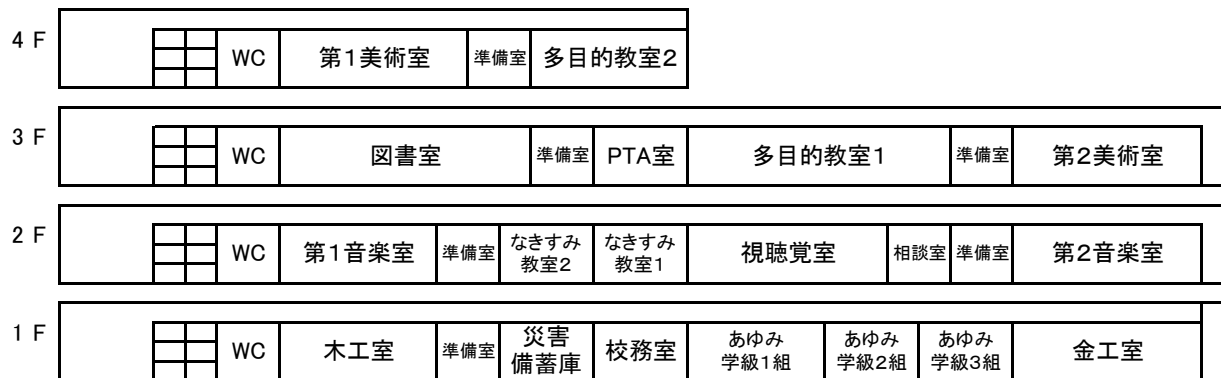 4 F
WC
第1美術室
準備室
多目的教室2
3 F
WC
図書室
準備室
PTA室
多目的教室1
準備室
第2美術室
2 F
WC
第1音楽室
準備室
なきすみ
教室2
なきすみ
教室1
視聴覚室
相談室
準備室
第2音楽室
1 F
WC
木工室
準備室
災害
備蓄庫
校務室
あゆみ
学級1組
あゆみ
学級2組
あゆみ
学級3組
金工室